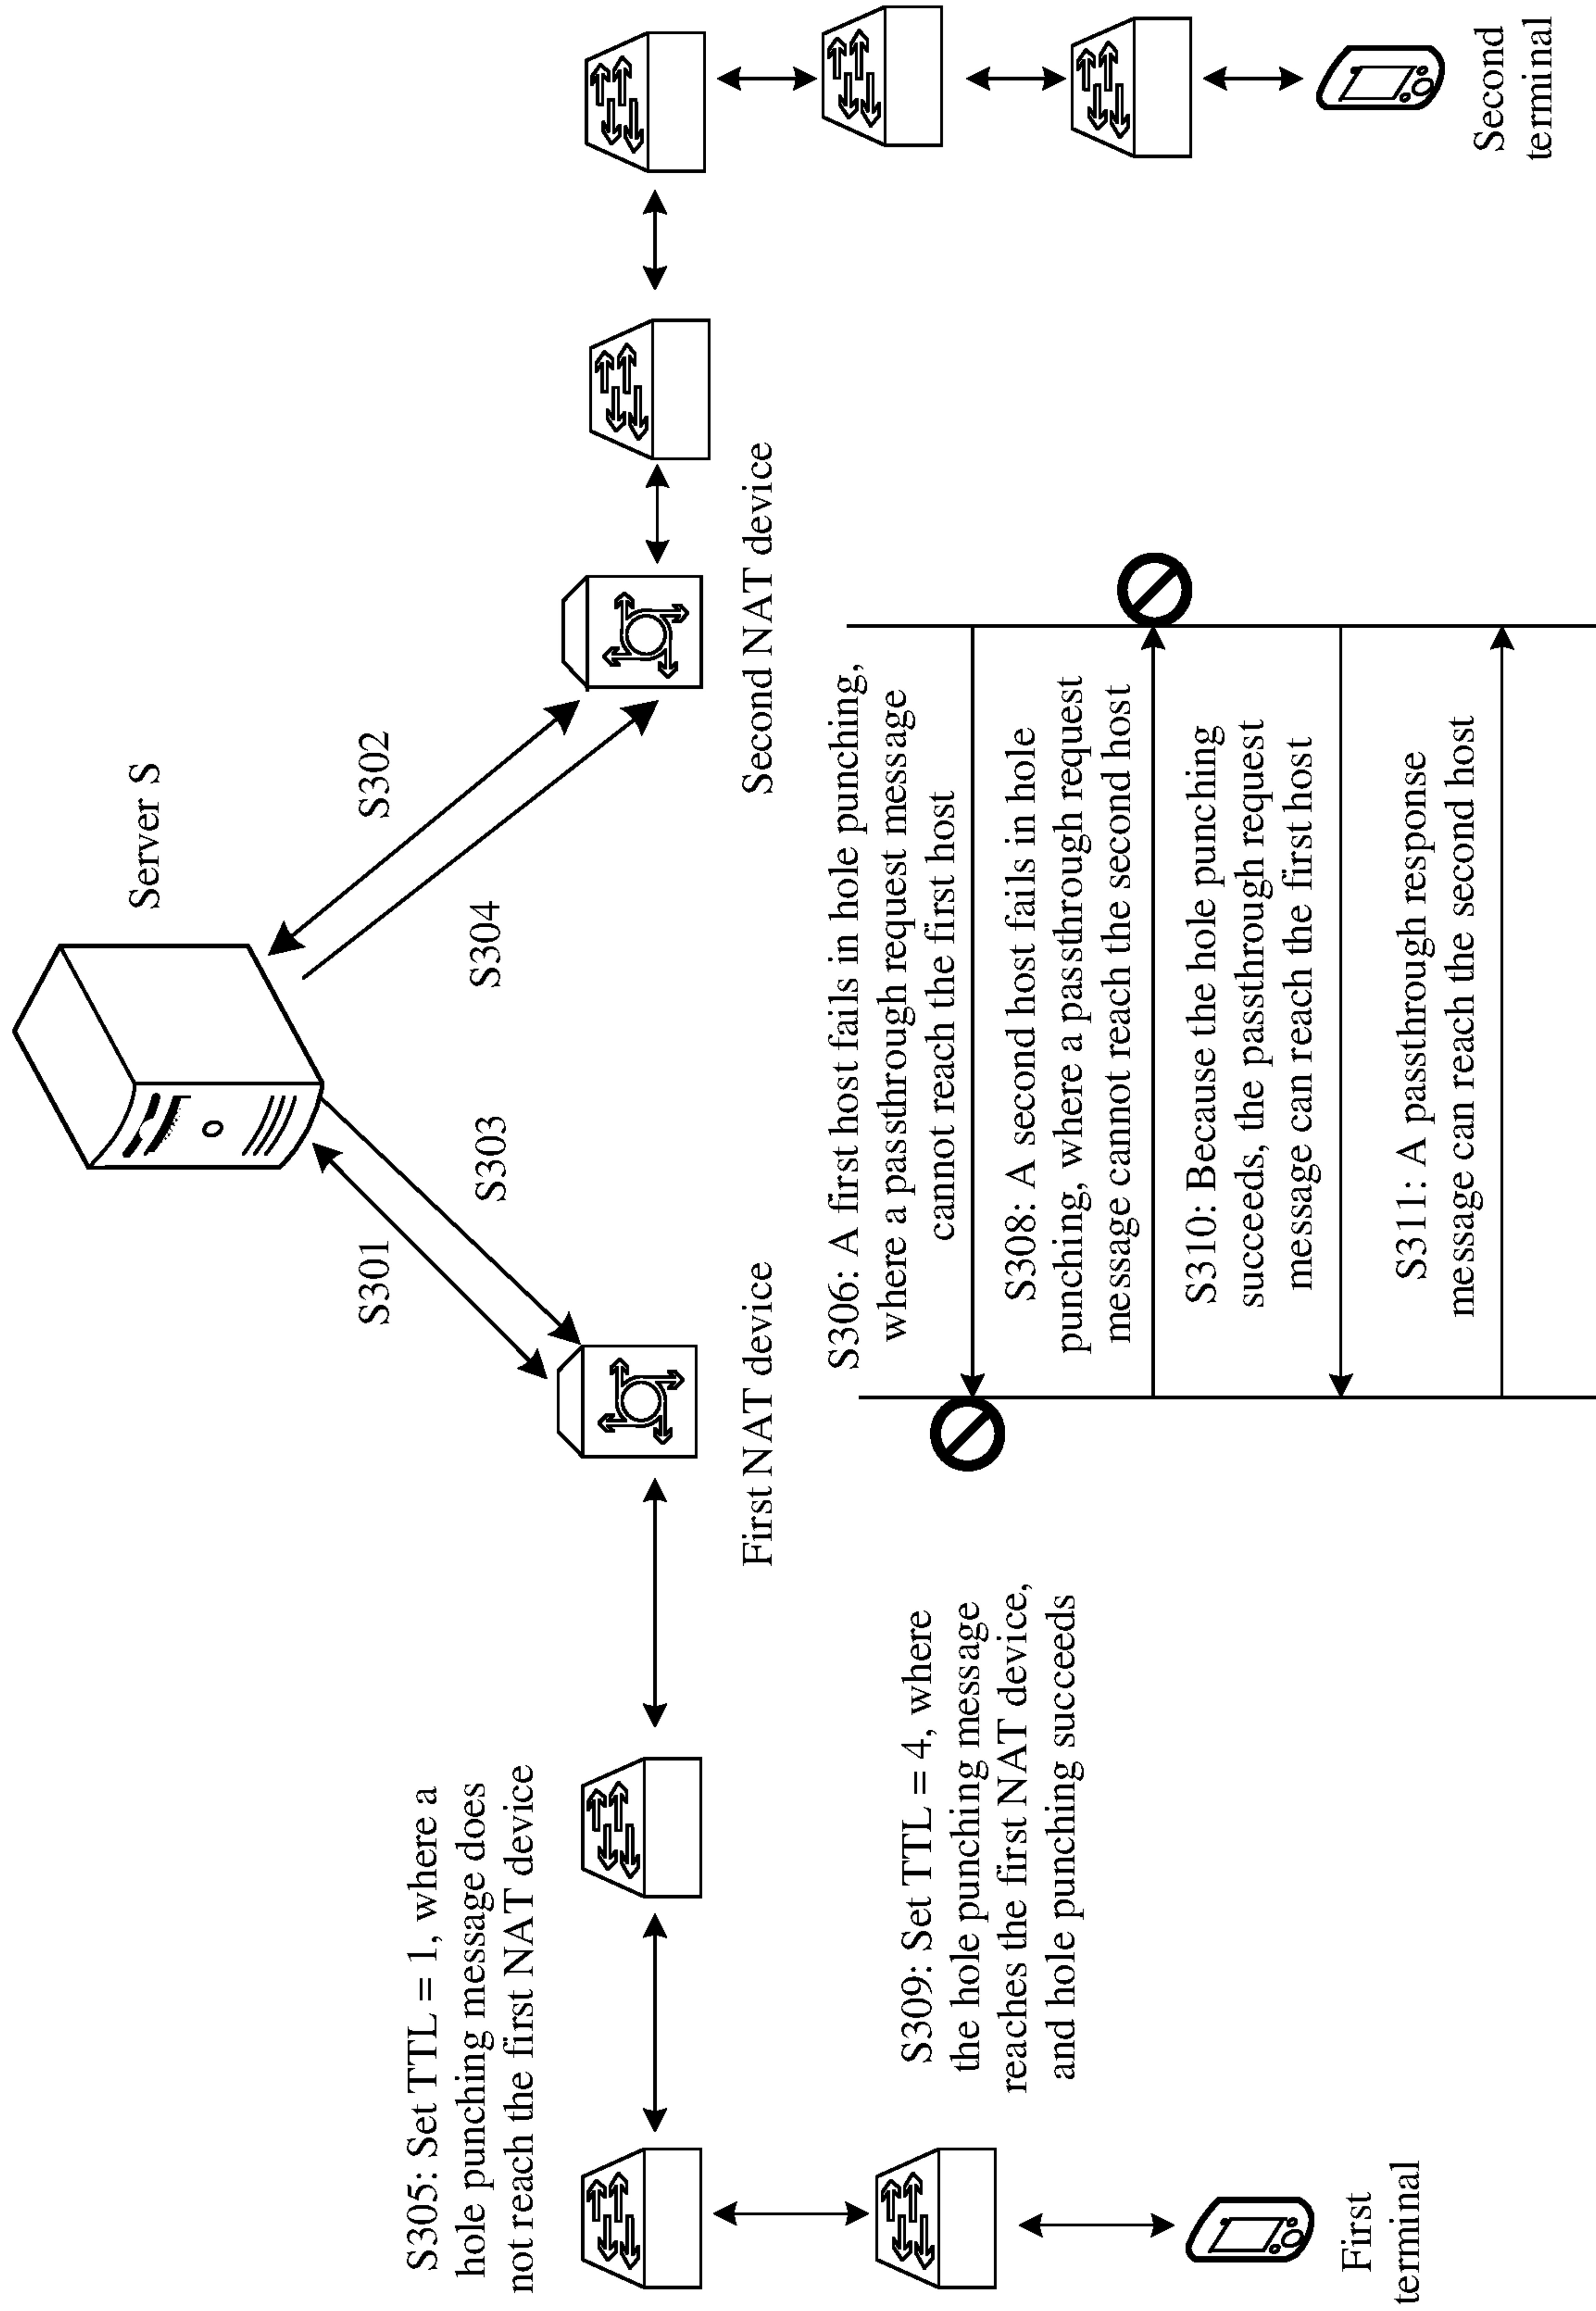 Server S
S301
S303
S302
S304
First NAT device
Second NAT device
S305: Set TTL = 1, where a
hole punching message does
not reach the first NAT device
S306: A first host fails in hole punching,
where a passthrough request message
cannot reach the first host
S308: A second host fails in hole
punching, where a passthrough request
message cannot reach the second host
S309: Set TTL = 4, where
the hole punching message
reaches the first NAT device,
and hole punching succeeds
S310: Because the hole punching
succeeds, the passthrough request
message can reach the first host
S311: A passthrough response
message can reach the second host
First
terminal
Second
terminal